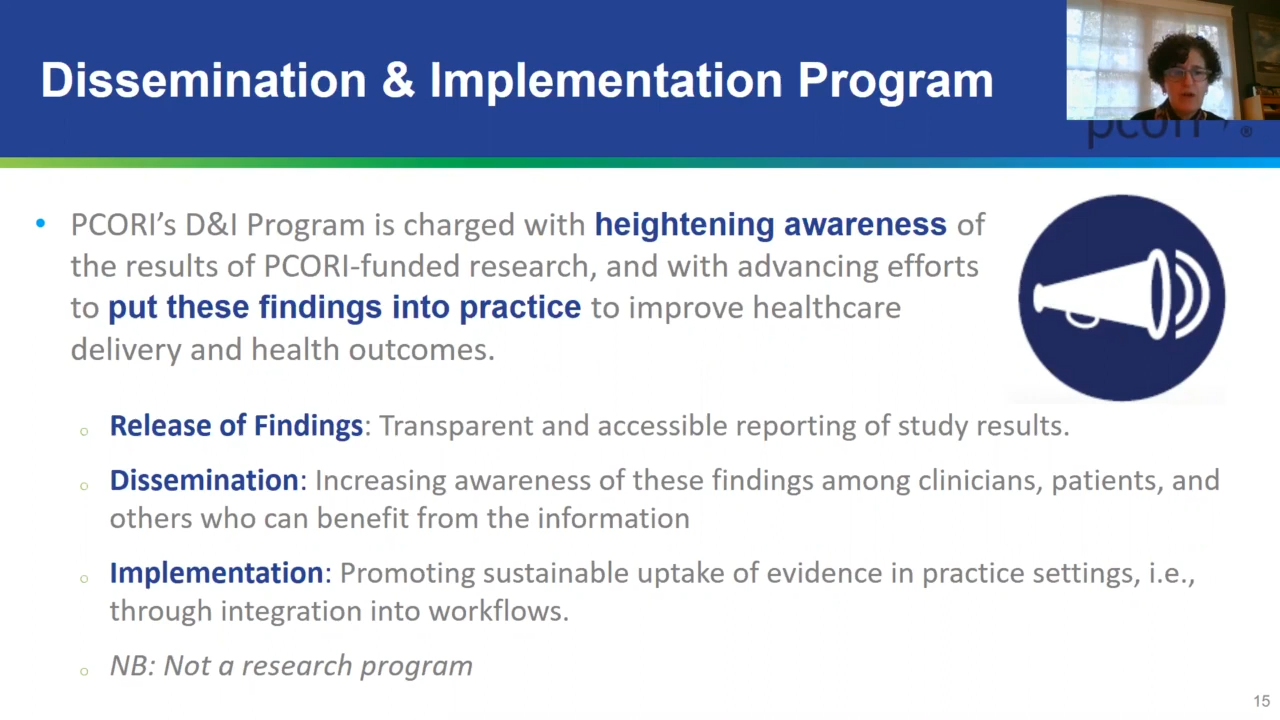 Dissemination & Implementation Program
pcori
®
• PCORI’s D&I Program is charged with heightening awareness of
the results of PCORI-funded research, and with advancing efforts
to put these findings into practice to improve healthcare
delivery and health outcomes.
o Release of Findings: Transparent and accessible reporting of study results.
o Dissemination: Increasing awareness of these findings among clinicians, patients, and
others who can benefit from the information
o Implementation: Promoting sustainable uptake of evidence in practice settings, i.e.,
through integration into workflows.
o NB: Not a research program
15